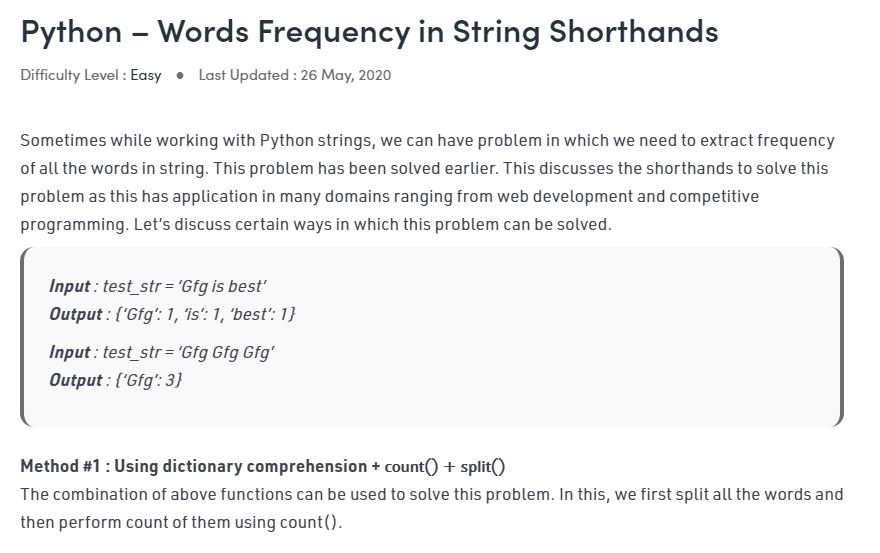 Python – Words Frequency in String Shorthands
Difficulty Level : Easy ● Last Updated : 26 May, 2020
Sometimes while working with Python strings, we can have problem in which we need to extract frequency
of all the words in string. This problem has been solved earlier. This discusses the shorthands to solve this
problem as this has application in many domains ranging from web development and competitive
programming. Let’s discuss certain ways in which this problem can be solved.
Input : test_str = ‘Gfg is best’
Output : {‘Gfg’: 1, ‘is’: 1, ‘best’: 1}
Input : test_str = ‘Gfg Gfg Gfg’
Output : {‘Gfg’: 3}
Method #1 : Using dictionary comprehension + count() + split()
The combination of above functions can be used to solve this problem. In this, we first split all the words and
then perform count of them using count().